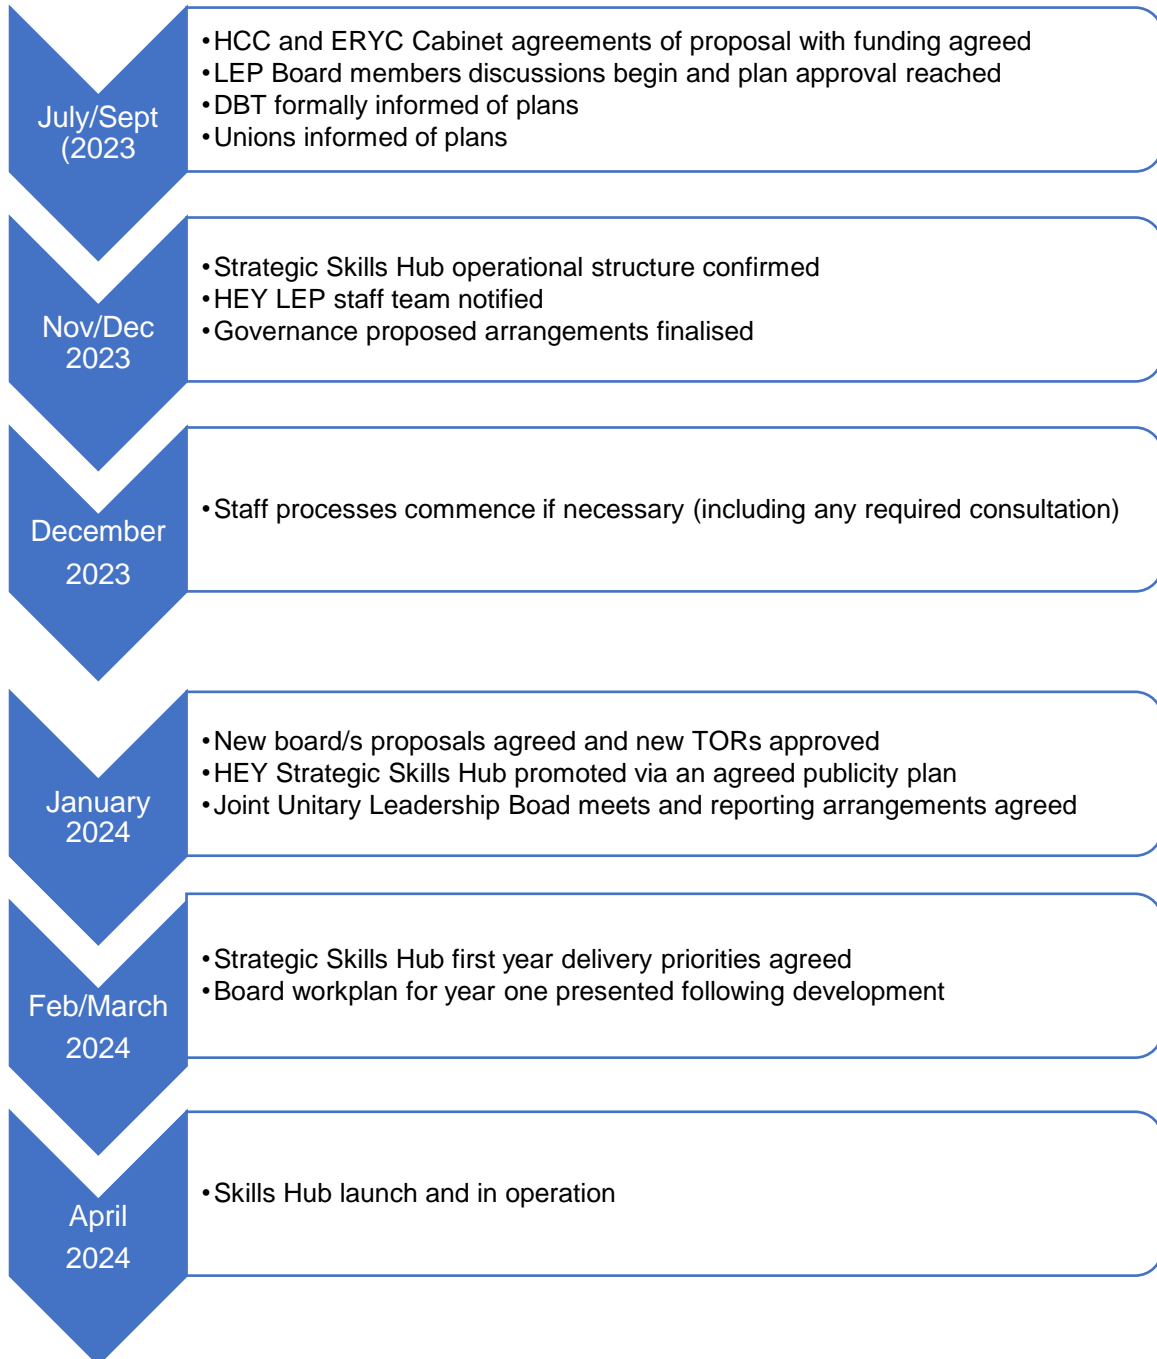 July/Sept
(2023
•HCC and ERYC Cabinet agreements of proposal with funding agreed
•LEP Board members discussions begin and plan approval reached
•DBT formally informed of plans
•Unions informed of plans
Nov/Dec
2023
•Strategic Skills Hub operational structure confirmed
•HEY LEP staff team notified
•Governance proposed arrangements finalised
December
2023
•Staff processes commence if necessary (including any required consultation)
January
2024
•New board/s proposals agreed and new TORs approved
•HEY Strategic Skills Hub promoted via an agreed publicity plan
•Joint Unitary Leadership Boad meets and reporting arrangements agreed
Feb/March
2024
•Strategic Skills Hub first year delivery priorities agreed
•Board workplan for year one presented following development
April
2024
•Skills Hub launch and in operation